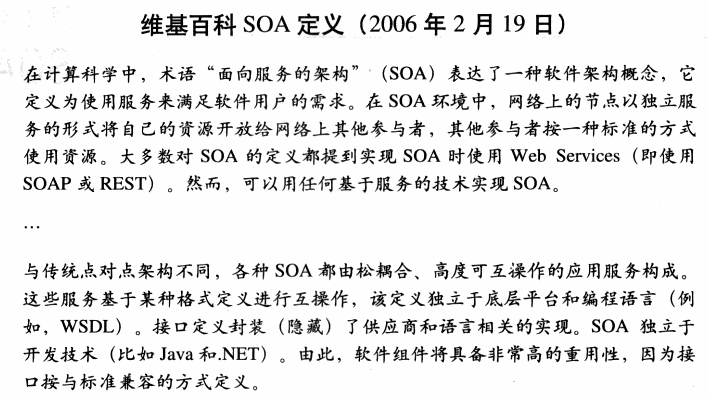 维基百科 SOA 定义（2006 年 2 月 19 日）
在计算科学中，术语“面向服务的架构”（SOA）表达了一种软件架构概念，它
定义为使用服务来满足软件用户的需求。在 SOA 环境中，网络上的节点以独立服
务的形式将自己的资源开放给网络上其他参与者，其他参与者按一种标准的方式
使用资源。大多数对 SOA 的定义都提到实现 SOA 时使用 Web Services（即使用
SOAP 或 REST）。然而，可以用任何基于服务的技术实现 SOA。
…
与传统点对点架构不同，各种 SOA 都由松耦合、高度可互操作的应用服务构成。
这些服务基于某种格式定义进行互操作，该定义独立于底层平台和编程语言（例
如，WSDL）。接口定义封装（隐藏）了供应商和语言相关的实现。SOA 独立于
开发技术（比如 Java 和.NET）。由此，软件组件将具备非常高的重用性，因为接
口按与标准兼容的方式定义。